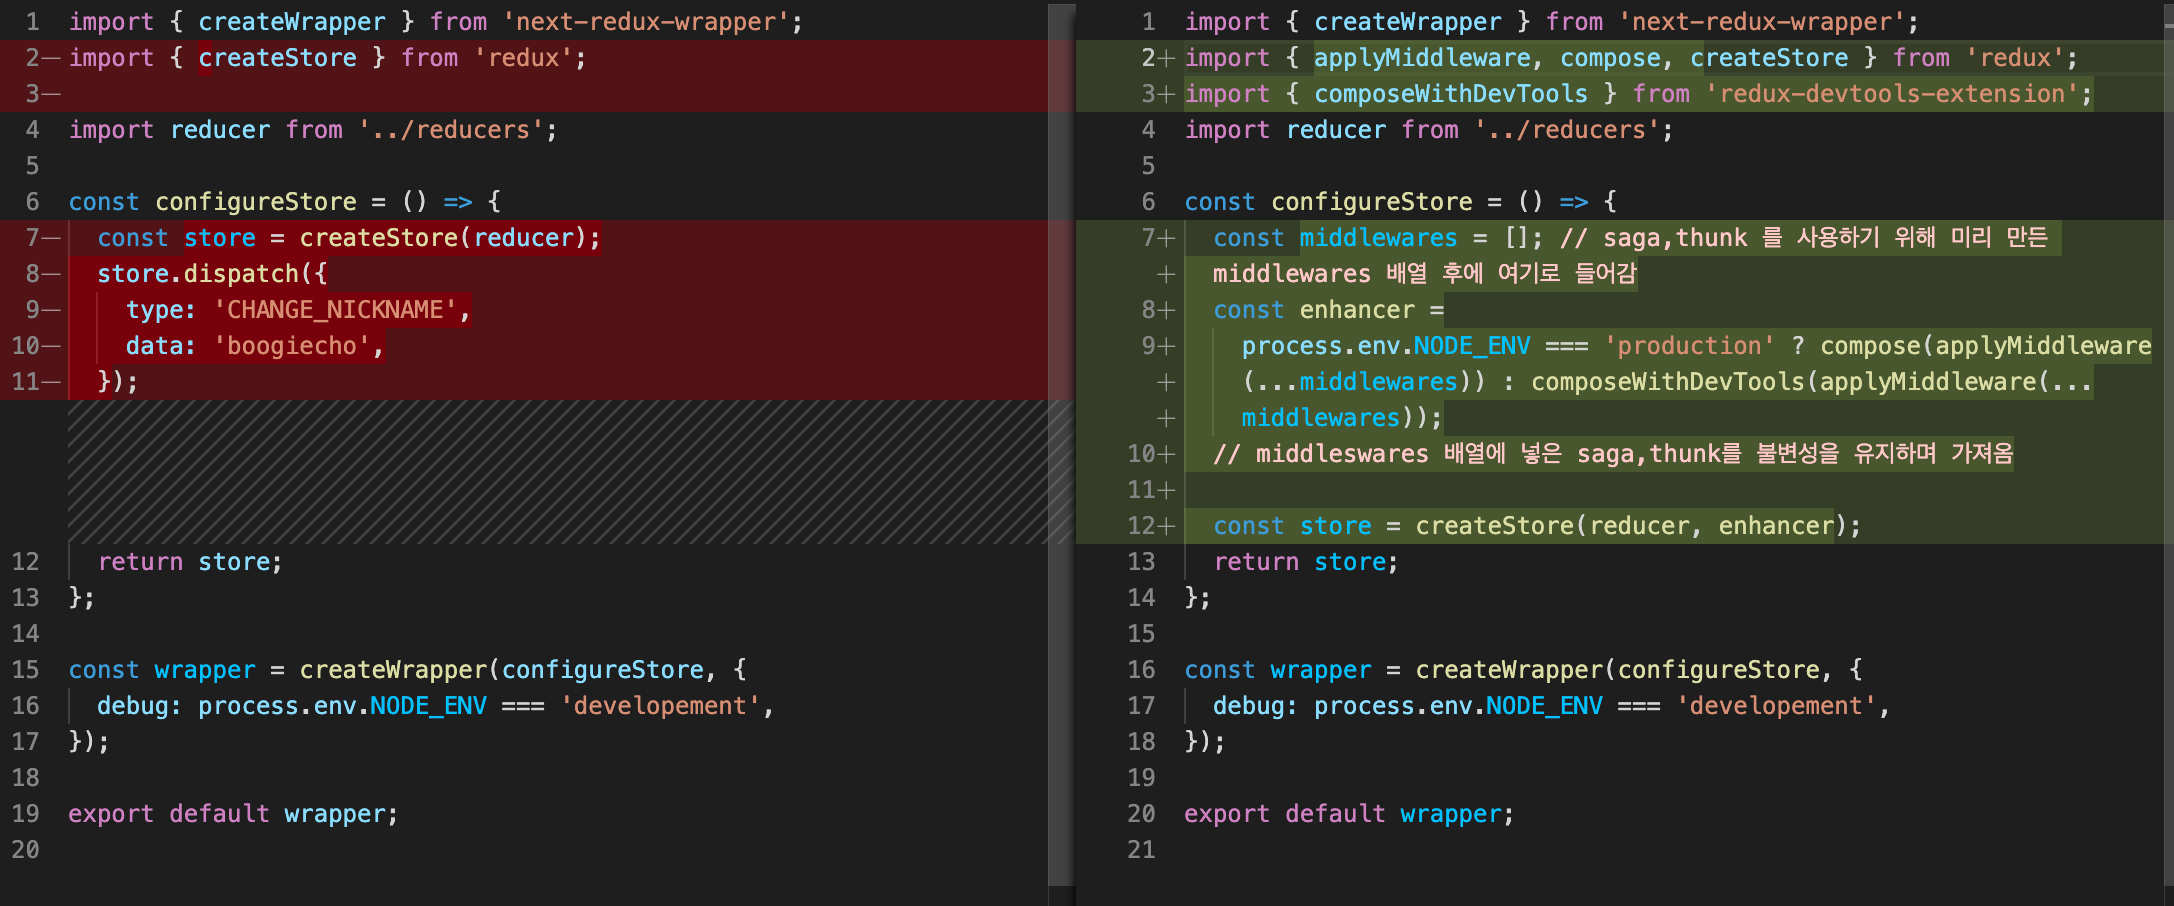 1 import { createWrapper } from 'next-redux-wrapper';
2— import { createStore } from 'redux';
3—
4 import reducer from '../reducers';
5
6 const configureStore = () => {
7— const store = createStore(reducer);
8— store.dispatch({
9— type: 'CHANGE_NICKNAME',
10— data: 'boogiecho',
11— });
12 return store;
13 };
14
15 const wrapper = createWrapper(configureStore, {
16 debug: process.env.NODE_ENV === 'developement',
17 });
18
19 export default wrapper;
20
1 import { createWrapper } from 'next-redux-wrapper';
2+ import { applyMiddleware, compose, createStore } from 'redux';
3+ import { composeWithDevTools } from 'redux-devtools-extension';
4 import reducer from '../reducers';
5
6 const configureStore = () => {
7+ const middlewares = []; // saga,thunk 를 사용하기 위해 미리 만든
+ middlewares 배열 후에 여기로 들어감
8+ const enhancer =
9+ process.env.NODE_ENV === 'production' ? compose(applyMiddleware
+ (...middlewares)) : composeWithDevTools(applyMiddleware(...
+ middlewares));
10+ // middleswares 배열에 넣은 saga,thunk를 불변성을 유지하며 가져옴
11+
12+ const store = createStore(reducer, enhancer);
13 return store;
14 };
15
16 const wrapper = createWrapper(configureStore, {
17 debug: process.env.NODE_ENV === 'developement',
18 });
19
20 export default wrapper;
21